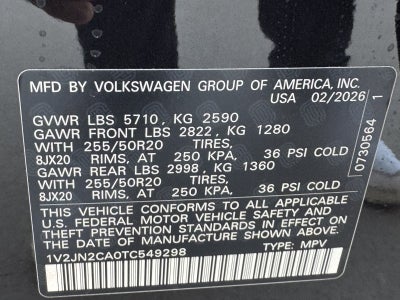 MFD BY VOLKSWAGEN GROUP OF AMERICA, INC.
USA 02/2026
GVWR LBS 5710, KG 2590
GAWR FRONT LBS 2822, KG 1280
WITH 255/50R20 TIRES,
8JX20 RIMS, AT 250 KPA, 36 PSI COLD
GAWR REAR LBS 2998, KG 1360
WITH 255/50R20 TIRES,
8JX20 RIMS, AT 250 KPA, 36 PSI COLD
THIS VEHICLE CONFORMS TO ALL APPLICABLE
U.S. FEDERAL MOTOR VEHICLE SAFETY AND
THEFT PREVENTION STANDARDS IN EFFECT ON
THE DATE OF MANUFACTURE SHOWN ABOVE.
1V2JN2CA0TC549298 TYPE: MPV
0730564 1